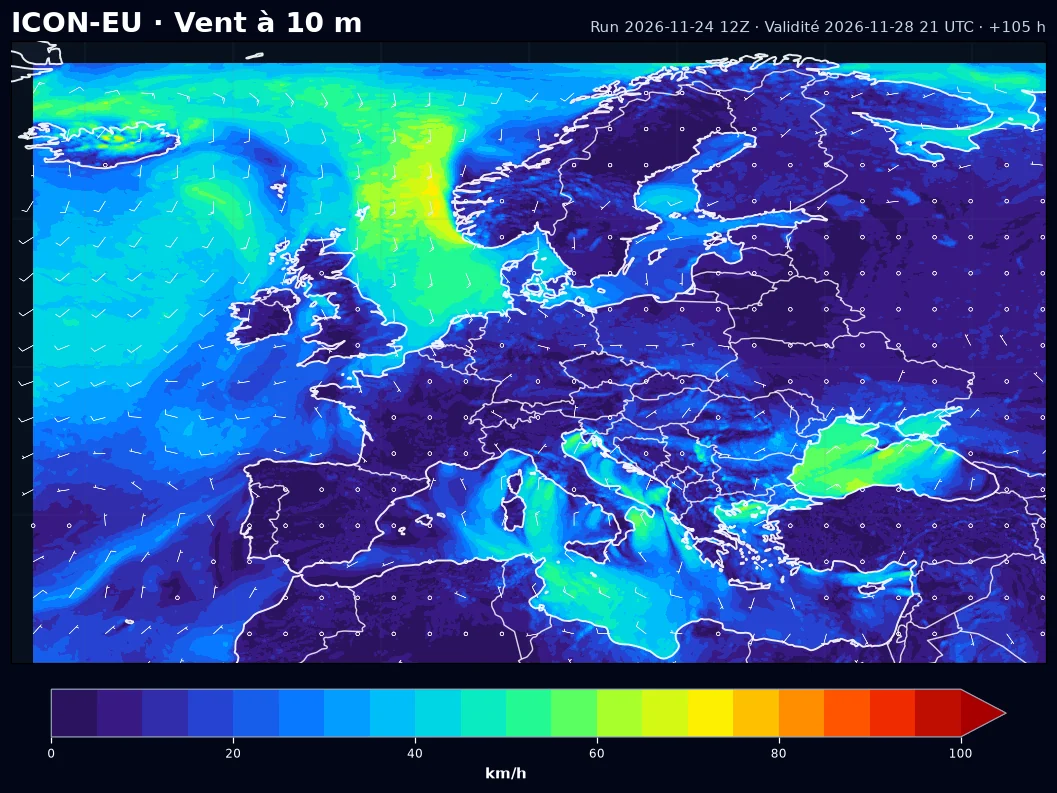 ICON-EU · Vent à 10 m
Run 2026-11-24 12Z · Validité 2026-11-28 21 UTC · +105 h
0 20 40 60 80 100
km/h